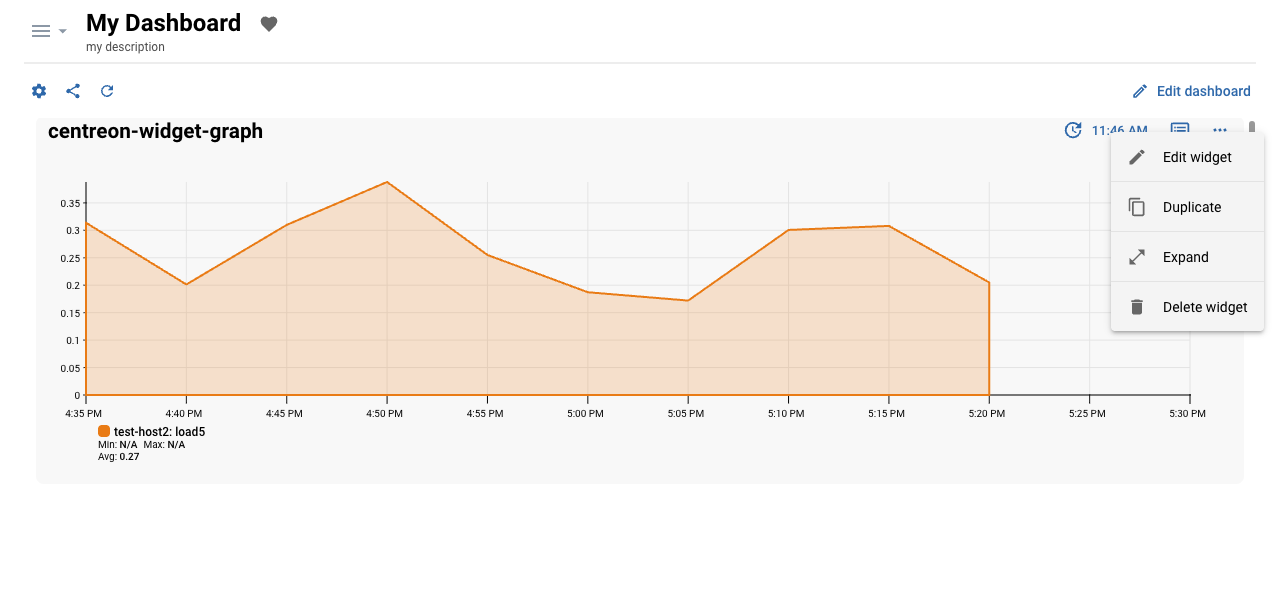 My Dashboard
my description
Edit dashboard
centreon-widget-graph
11:46 AM
Edit widget
Duplicate
Expand
Delete widget
0.35
0.3
0.25
0.2
0.15
0.1
0.05
0
4:35 PM 4:40 PM 4:45 PM 4:50 PM 4:55 PM 5:00 PM 5:05 PM 5:10 PM 5:15 PM 5:20 PM 5:25 PM 5:30 PM
test-host2: load5
Min: N/A Max: N/A
Avg: 0.27